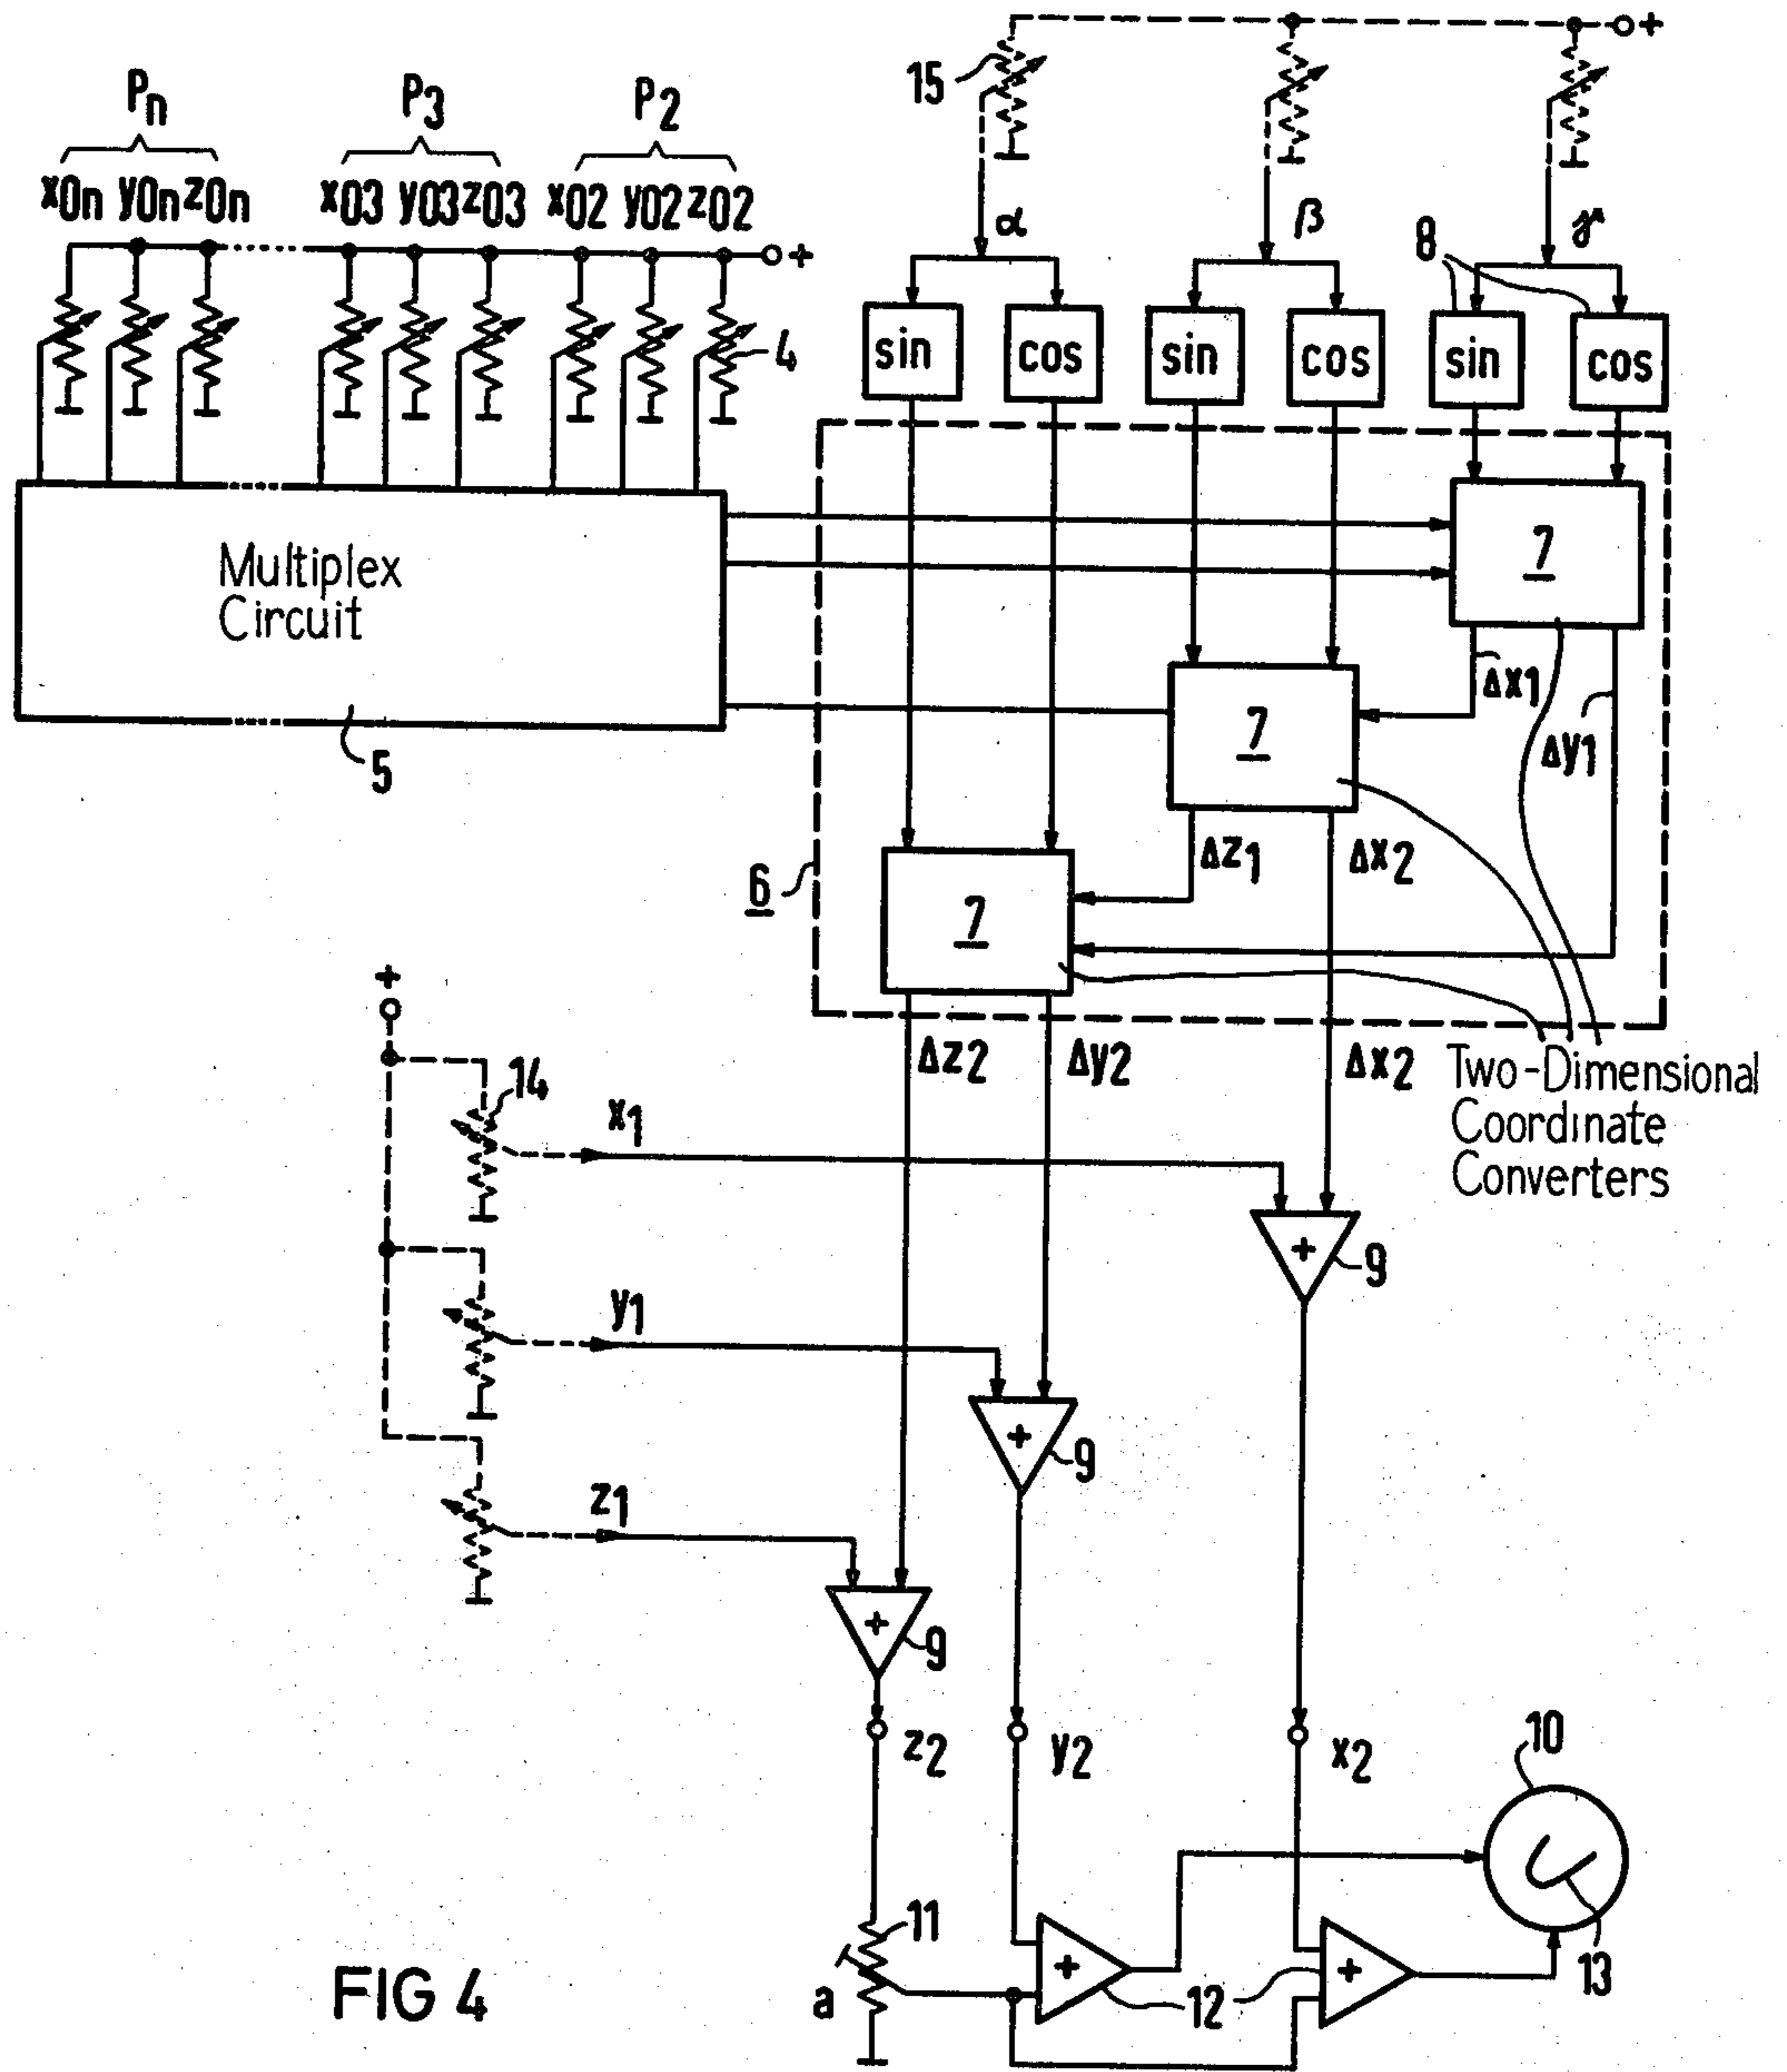 Pn P3 P2
x0n y0n z0n x03 y03 z03 x02 y02 z02
+
4
15
+
α β γ
8
sin cos sin cos sin cos
Multiplex
Circuit
5
7
Δx1
Δy1
7
Δz1 Δx2
6
7
Δz2 Δy2 Δx2
Two-Dimensional
Coordinate
Converters
+
14
x1
+ 9
y1
+ 9
z1
+ 9
z2 y2 x2
10
11
a
+ 12 +
13
FIG 4